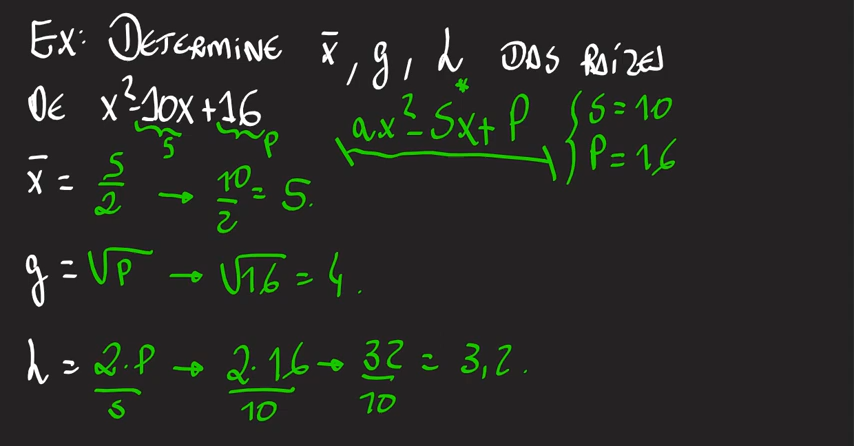 Ex: DETERMINE x̄, g, h DAS RAÍZES
DE x²-10x+16
S P
ax² - Sx + P { S=10
P=16
*
x̄ = S/2 → 10/2 = 5.
g = √P → √16 = 4.
h = 2.P/S → 2.16/10 → 32/10 = 3,2.